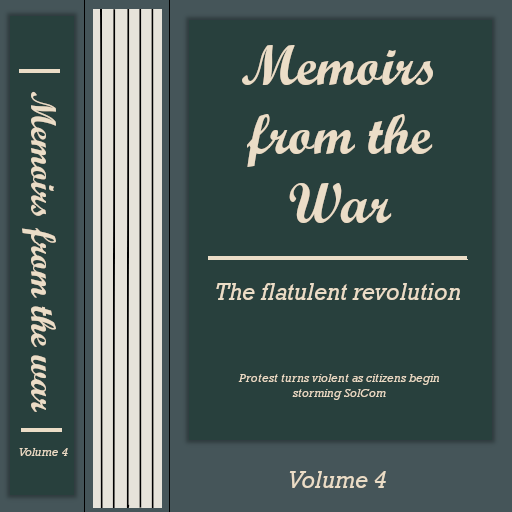 Memoirs from the war
Volume 4
Memoirs
from the
War
The flatulent revolution
Protest turns violent as citizens begin
storming SolCom
Volume 4